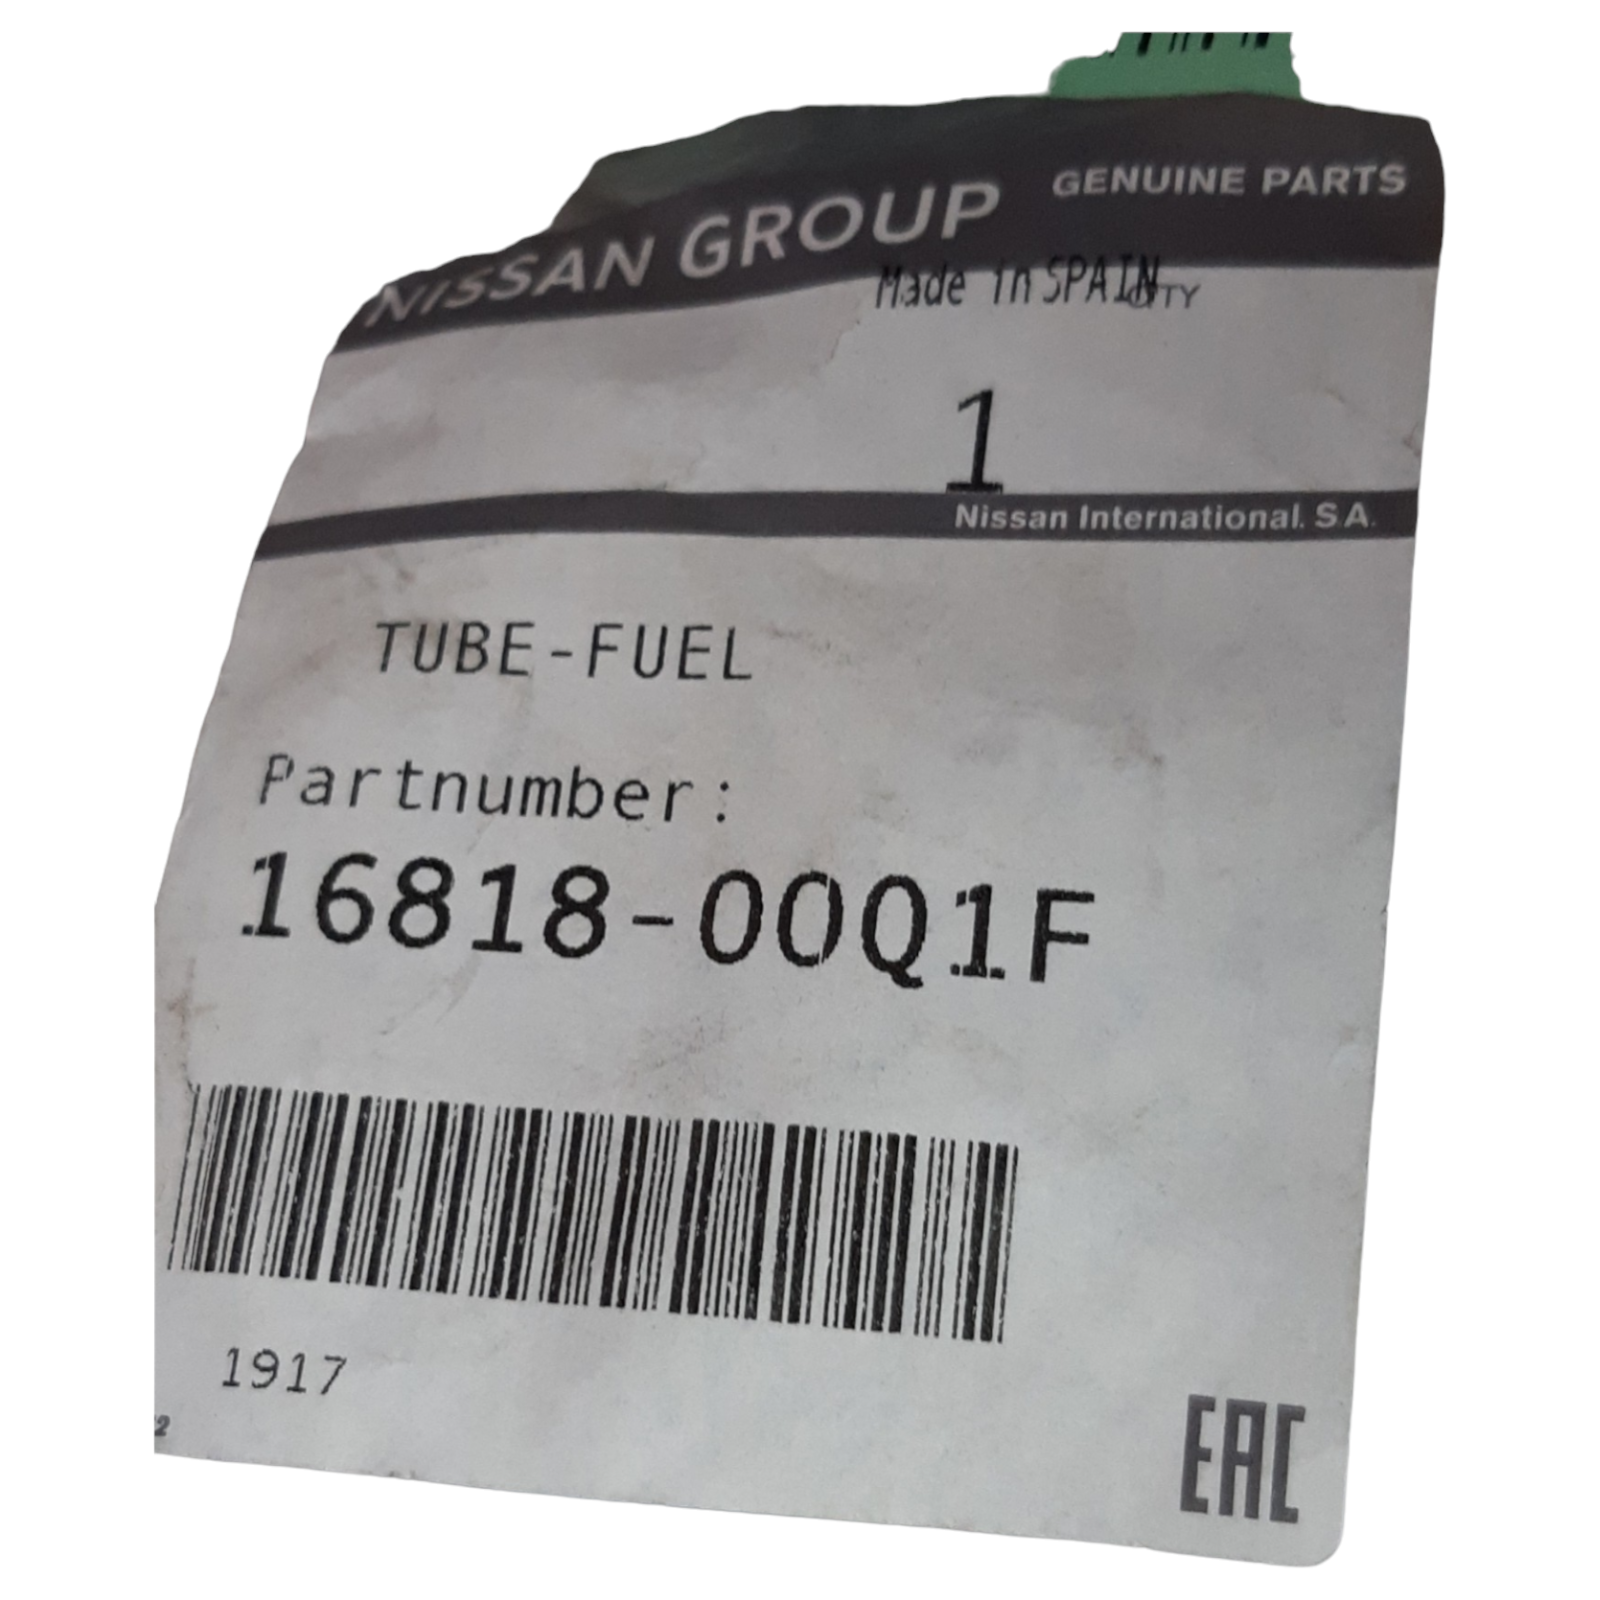 NISSAN GROUP GENUINE PARTS
Made in SPAIN QTY
1
Nissan International. S.A.
TUBE-FUEL
Partnumber:
16818-00Q1F
1917
EAC